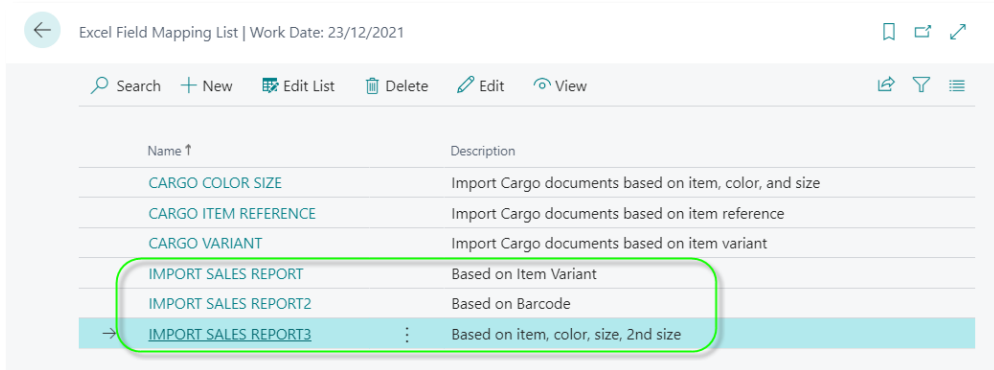 Excel Field Mapping List | Work Date: 23/12/2021
Search New Edit List Delete Edit View
Name ↑ Description
CARGO COLOR SIZE Import Cargo documents based on item, color, and size
CARGO ITEM REFERENCE Import Cargo documents based on item reference
CARGO VARIANT Import Cargo documents based on item variant
IMPORT SALES REPORT Based on Item Variant
IMPORT SALES REPORT2 Based on Barcode
IMPORT SALES REPORT3 Based on item, color, size, 2nd size